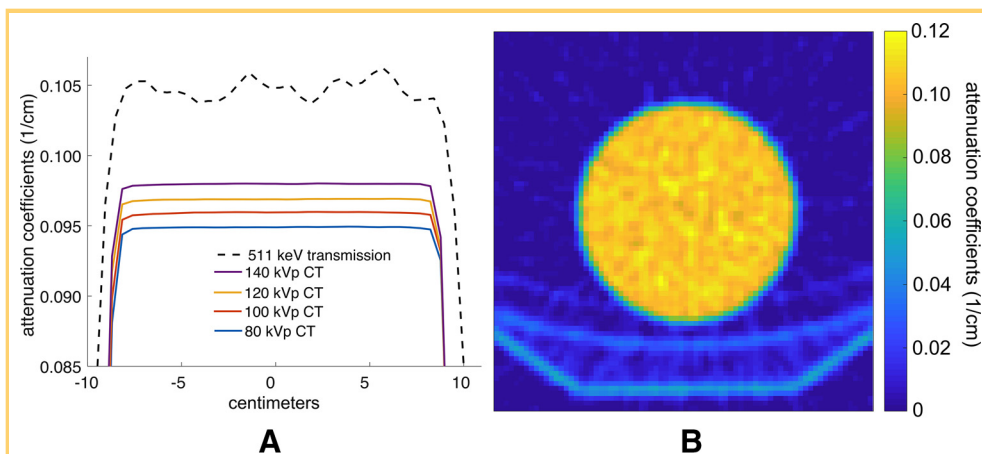 attenuation coefficients (1/cm)
0.105
0.100
0.095
0.090
0.085
511 keV transmission
140 kVp CT
120 kVp CT
100 kVp CT
80 kVp CT
-10 -5 0 5 10
centimeters
A
0.12
0.10
0.08
0.06
0.04
0.02
0
attenuation coefficients (1/cm)
B